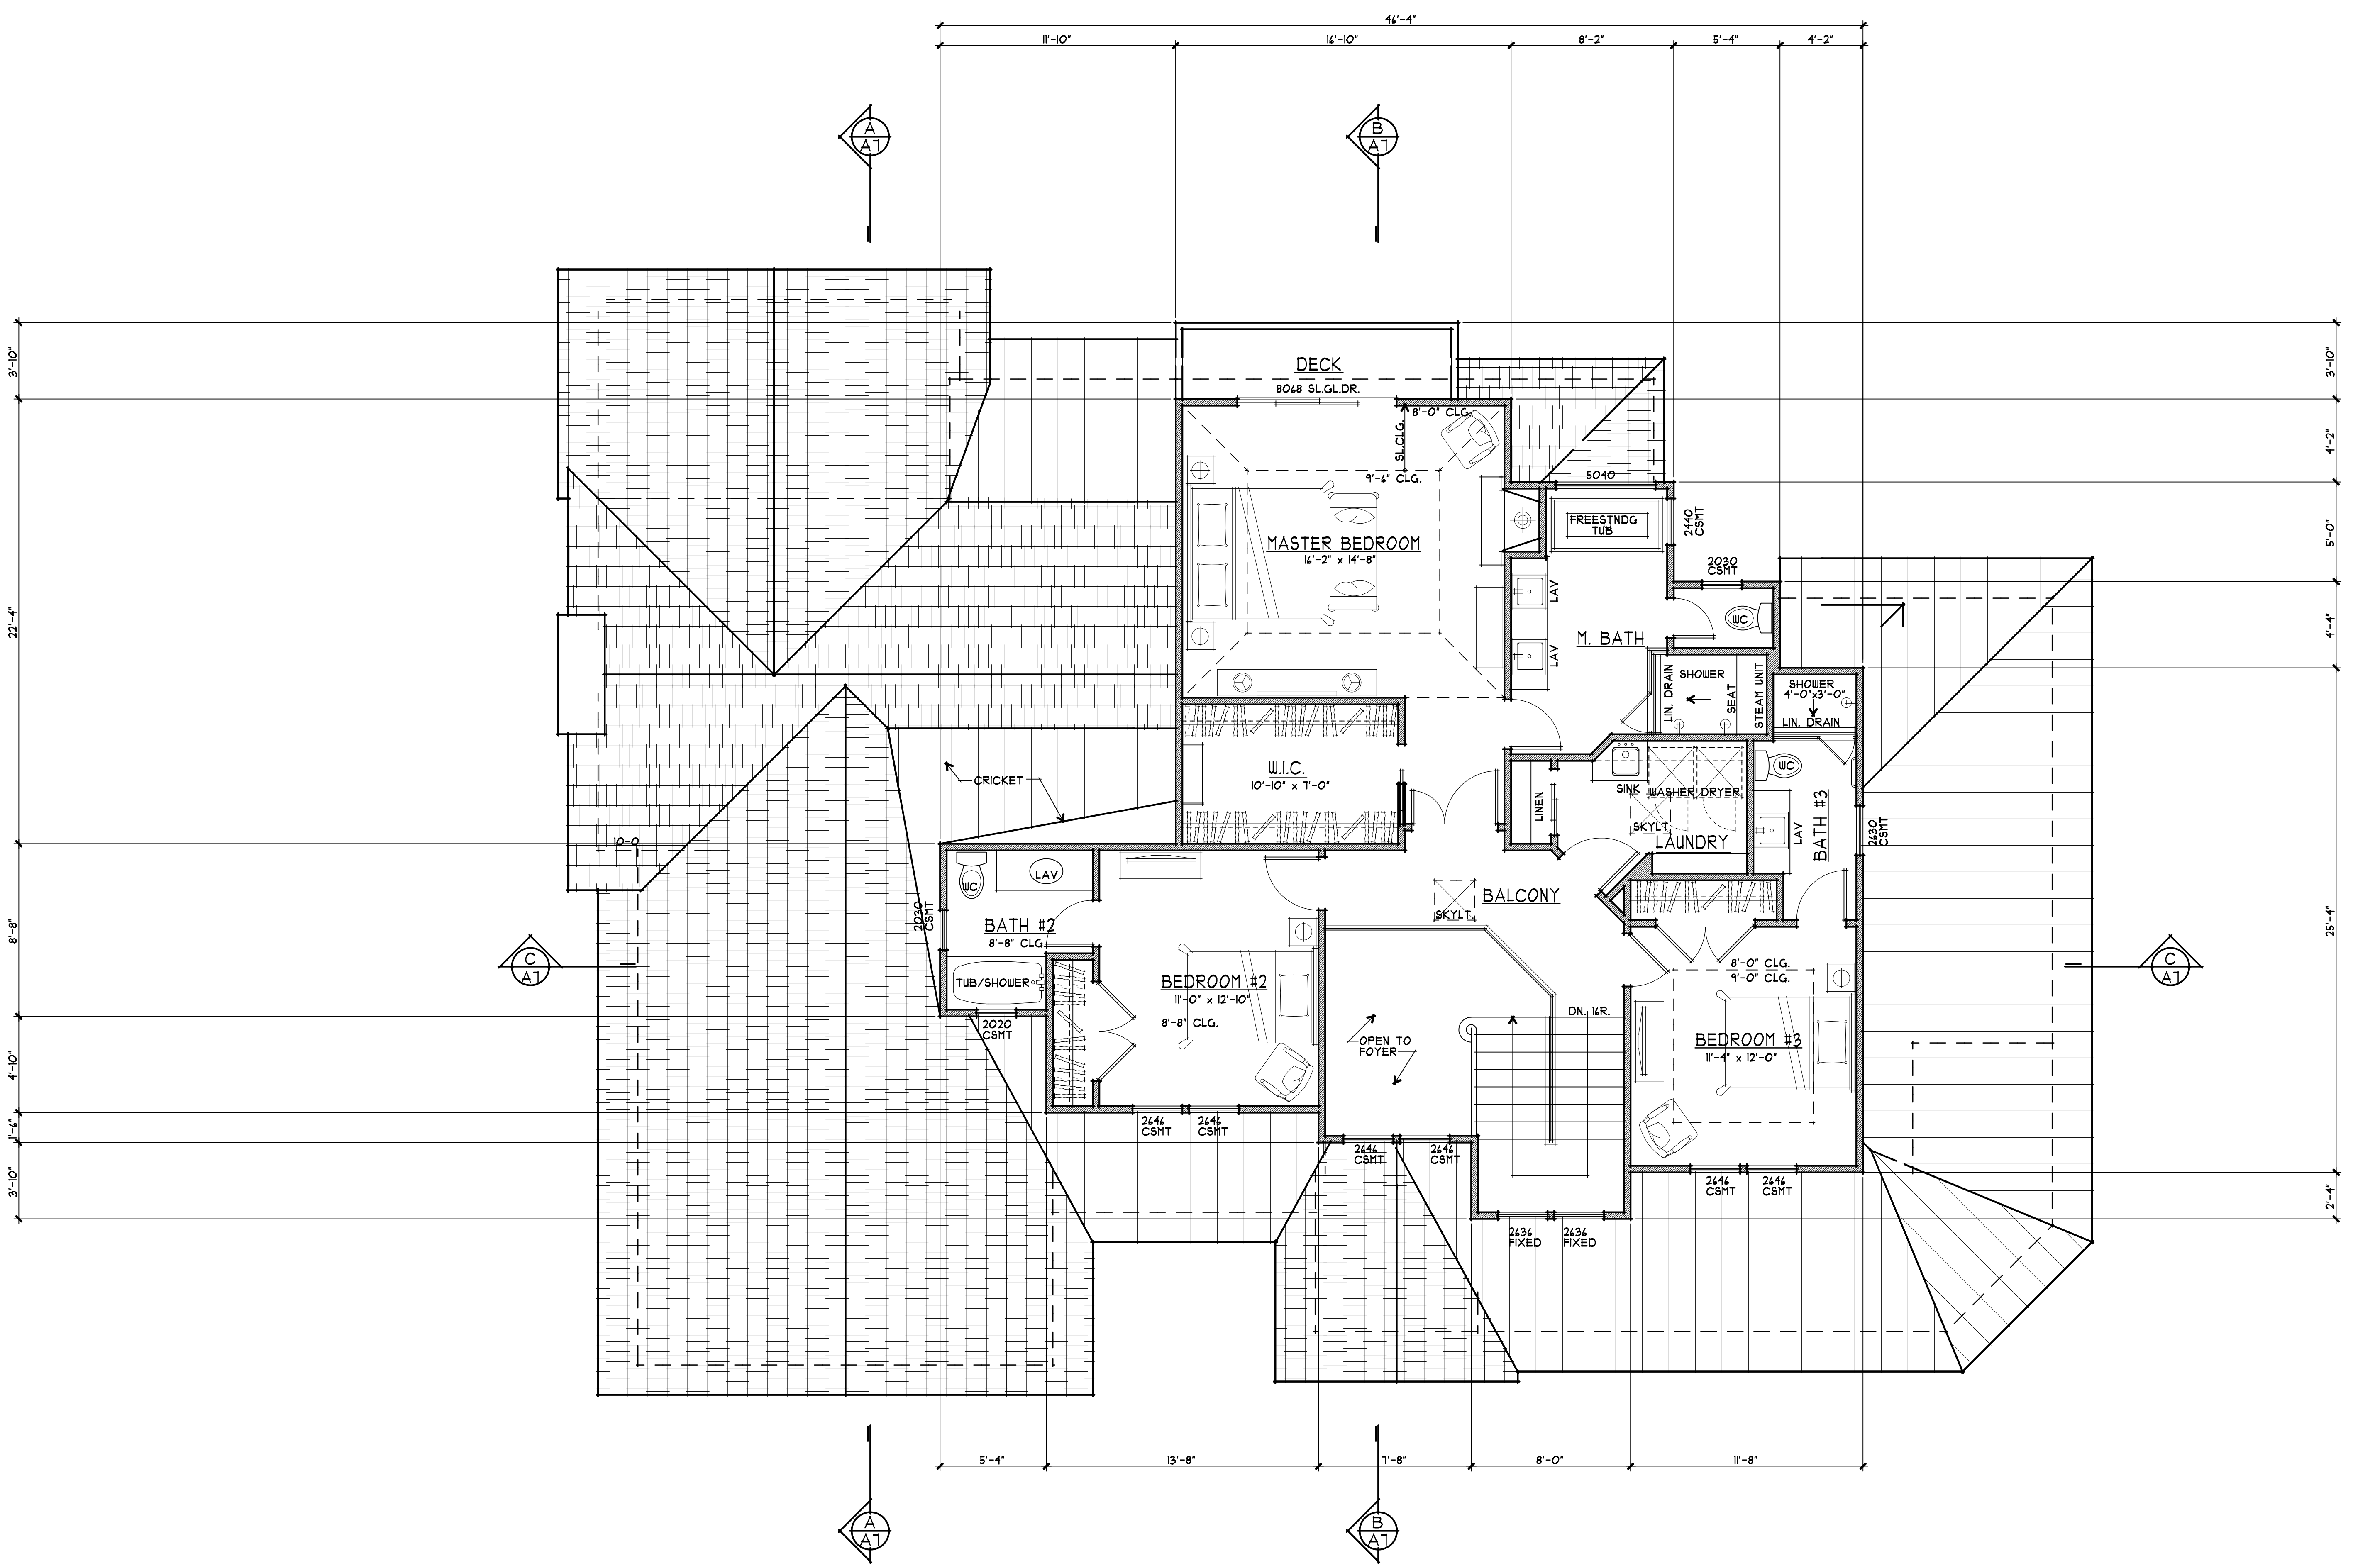 46'-4"
11'-10"
16'-10"
8'-2"
5'-4"
4'-2"
A
A7
B
A7
3'-10"
22'-4"
8'-8"
4'-10"
1'-6"
3'-10"
3'-10"
4'-2"
5'-0"
4'-4"
25'-4"
2'-4"
DECK
8068 SL.GL.DR.
8'-0" CLG.
SL.CLG.
9'-6" CLG.
MASTER BEDROOM
16'-2" x 14'-8"
5040
FREESTNDG
TUB
2440
CSMT
2030
CSMT
LAV
LAV
M. BATH
WC
LIN. DRAIN
SHOWER
SEAT
STEAM UNIT
SHOWER
4'-0"x3'-0"
LIN. DRAIN
W.I.C.
10'-10" x 7'-0"
CRICKET
LINEN
SINK
WASHER
DRYER
SKYLT.
LAUNDRY
WC
LAV
BATH #3
2630
CSMT
10-0
WC
LAV
2030
CSMT
BATH #2
8'-8" CLG.
TUB/SHOWER
2020
CSMT
BEDROOM #2
11'-0" x 12'-10"
8'-8" CLG.
BALCONY
SKYLT.
OPEN TO
FOYER
DN. 16R.
8'-0" CLG.
9'-0" CLG.
BEDROOM #3
11'-4" x 12'-0"
C
A7
C
A7
2646
CSMT
2646
CSMT
2646
CSMT
2646
CSMT
2646
CSMT
2646
CSMT
2636
FIXED
2636
FIXED
5'-4"
13'-8"
7'-8"
8'-0"
11'-8"
A
A7
B
A7